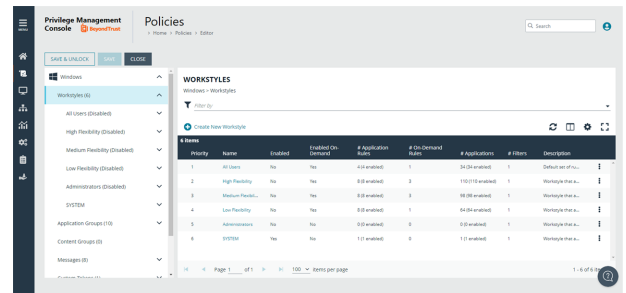 Privilege Management
Console BeyondTrust
Policies
> Home > Policies > Editor
Search
MENU
SAVE & UNLOCK SAVE CLOSE
Windows
Workstyles (6)
All Users (Disabled)
High Flexibility (Disabled)
Medium Flexibility (Disabled)
Low Flexibility (Disabled)
Administrators (Disabled)
SYSTEM
Application Groups (10)
Content Groups (0)
Messages (8)
WORKSTYLES
Windows > Workstyles
Filter by
Create New Workstyle
6 items
Priority Name Enabled Enabled On-Demand # Application Rules # On-Demand Rules # Applications # Filters Description
1 All Users No Yes 4 (4 enabled) 1 34 (34 enabled) 1 Default set of ru...
2 High Flexibility No Yes 8 (8 enabled) 3 110 (110 enabled) 1 Workstyle that a...
3 Medium Flexibil... No Yes 8 (8 enabled) 3 98 (98 enabled) 1 Workstyle that a...
4 Low Flexibility No Yes 8 (8 enabled) 1 64 (64 enabled) 1 Workstyle that a...
5 Administrators No No 0 (0 enabled) 0 0 (0 enabled) 1 Workstyle that a...
6 SYSTEM Yes No 1 (1 enabled) 0 1 (1 enabled) 1 Workstyle that a...
Page 1 of 1 100 items per page
1 - 6 of 6